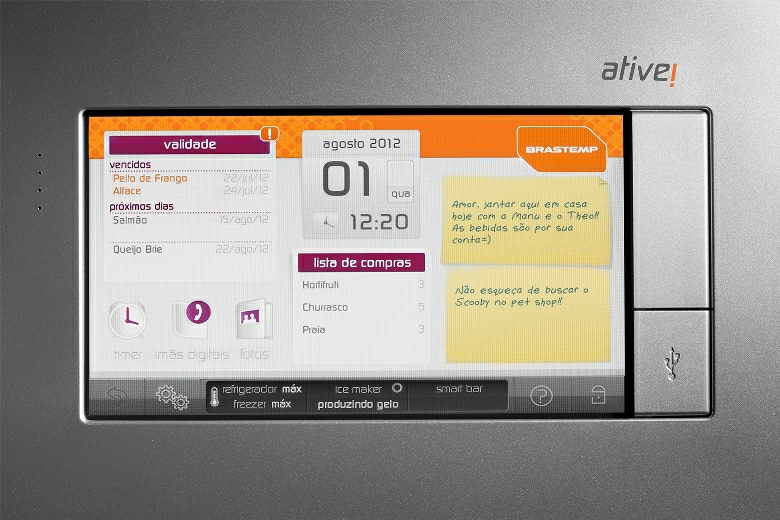 ative!
validade
!
vencidos
Peito de Frango 22/jul/12
Alface 24/jul/12
próximos dias
Salmão 15/ago/12
Queijo Brie 22/ago/12
agosto 2012
01
qua
12:20
BRASTEMP
Amor, jantar aqui em casa
hoje com a Manu e o Theo!!
As bebidas são por sua
conta=)
lista de compras
Hortifruti 3
Churrasco 5
Praia 3
Não esqueça de buscar o
Scooby no pet shop!!
timer
imãs digitais
fotos
refrigerador máx
freezer máx
ice maker
produzindo gelo
smart bar
?